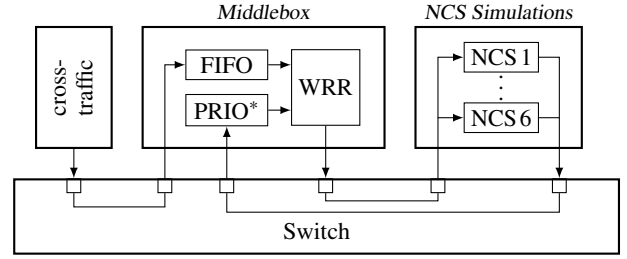 Middlebox
NCS Simulations
cross-
traffic
FIFO
PRIO*
WRR
NCS 1
⋮
NCS 6
Switch